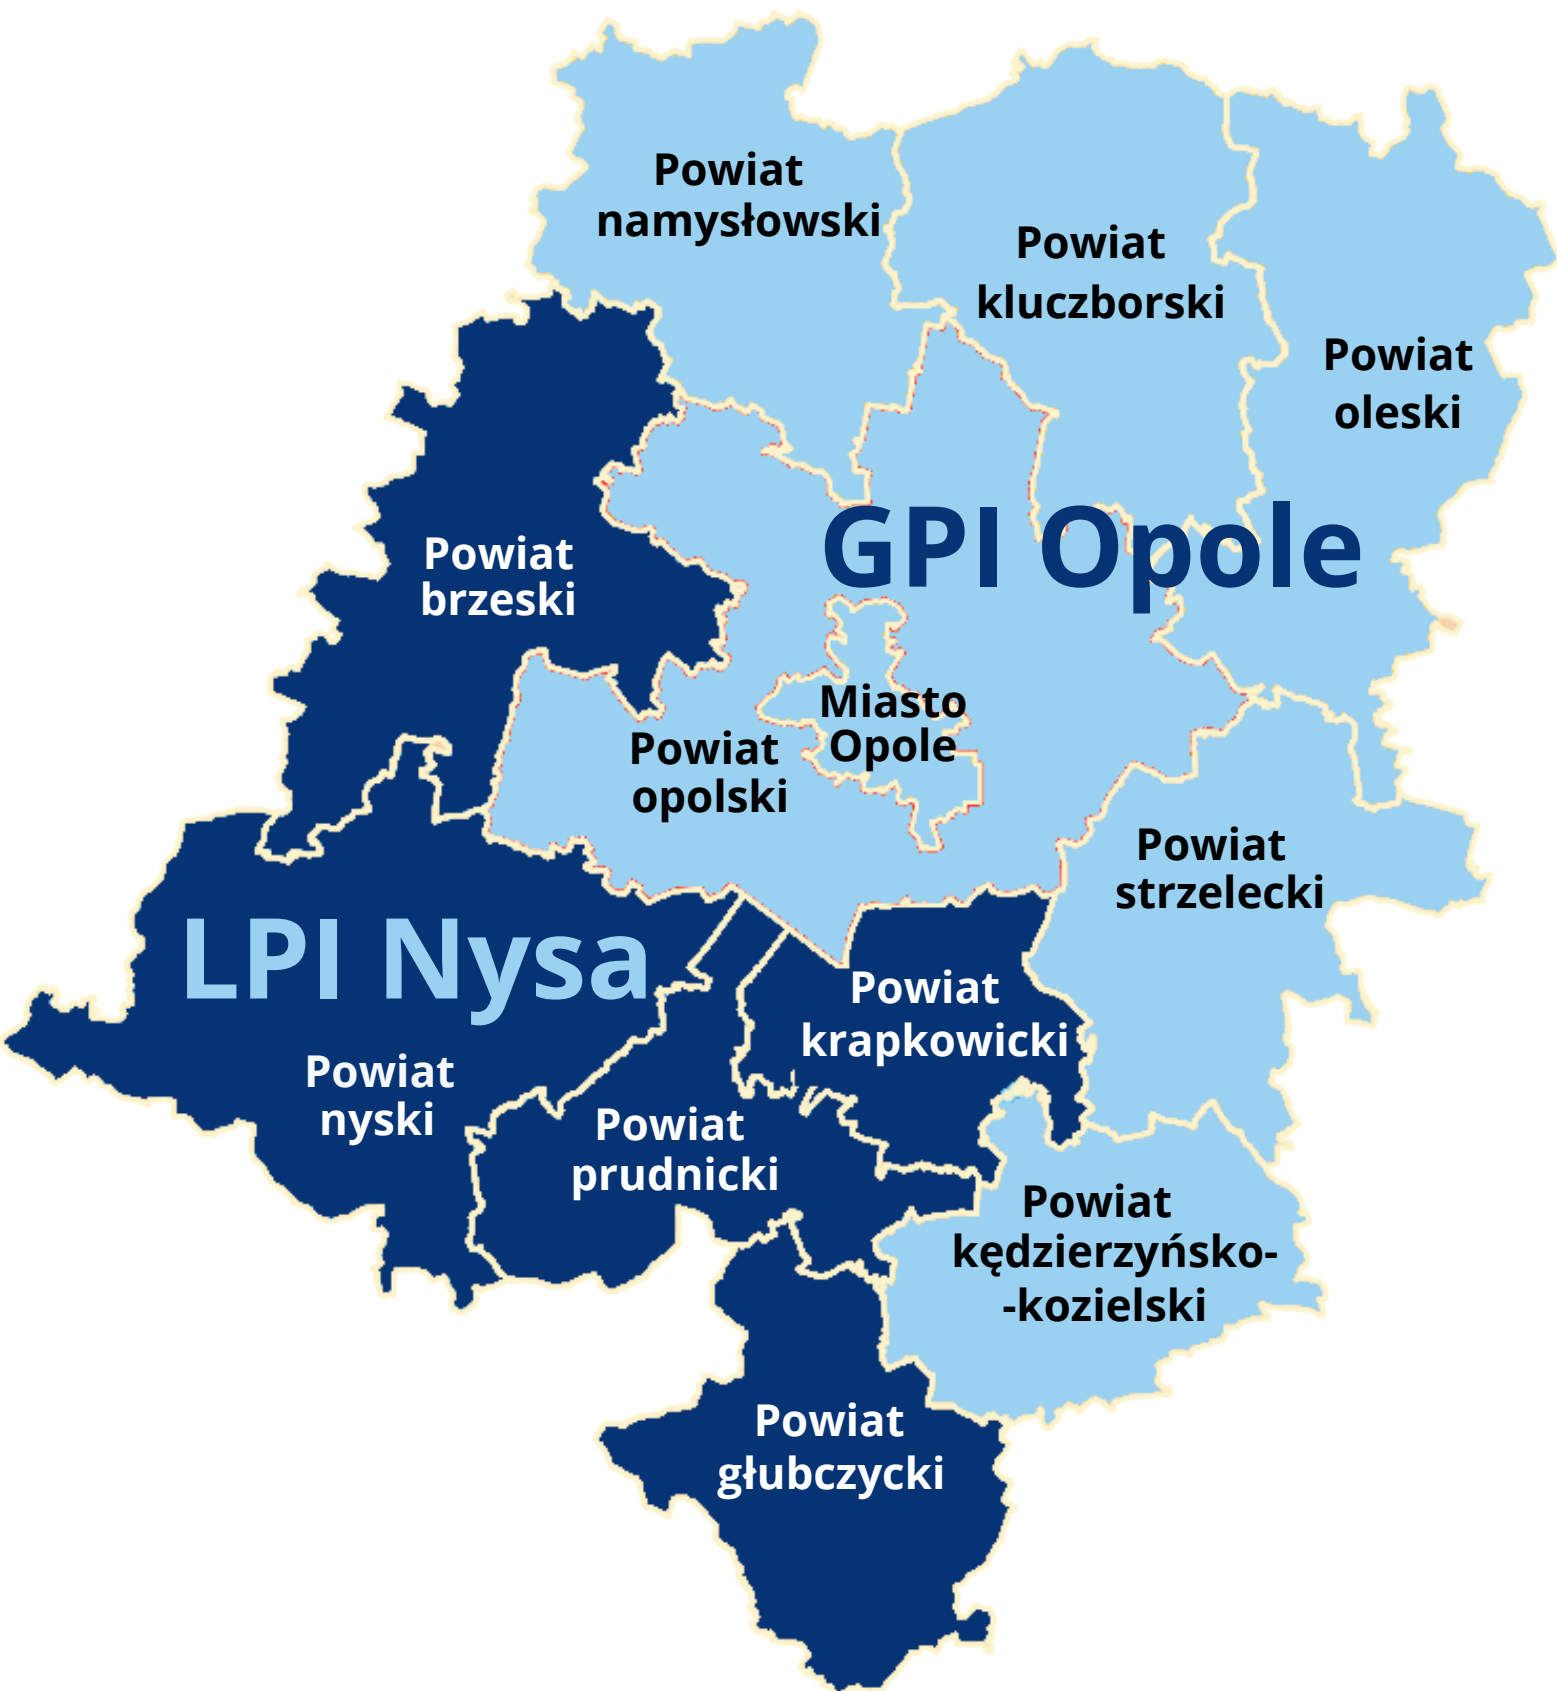 Powiat
namysłowski
Powiat
kluczborski
Powiat
oleski
GPI Opole
Powiat
brzeski
Miasto
Opole
Powiat
opolski
Powiat
strzelecki
LPI Nysa
Powiat
krapkowicki
Powiat
nyski
Powiat
prudnicki
Powiat
kędzierzyńsko-
-kozielski
Powiat
głubczycki